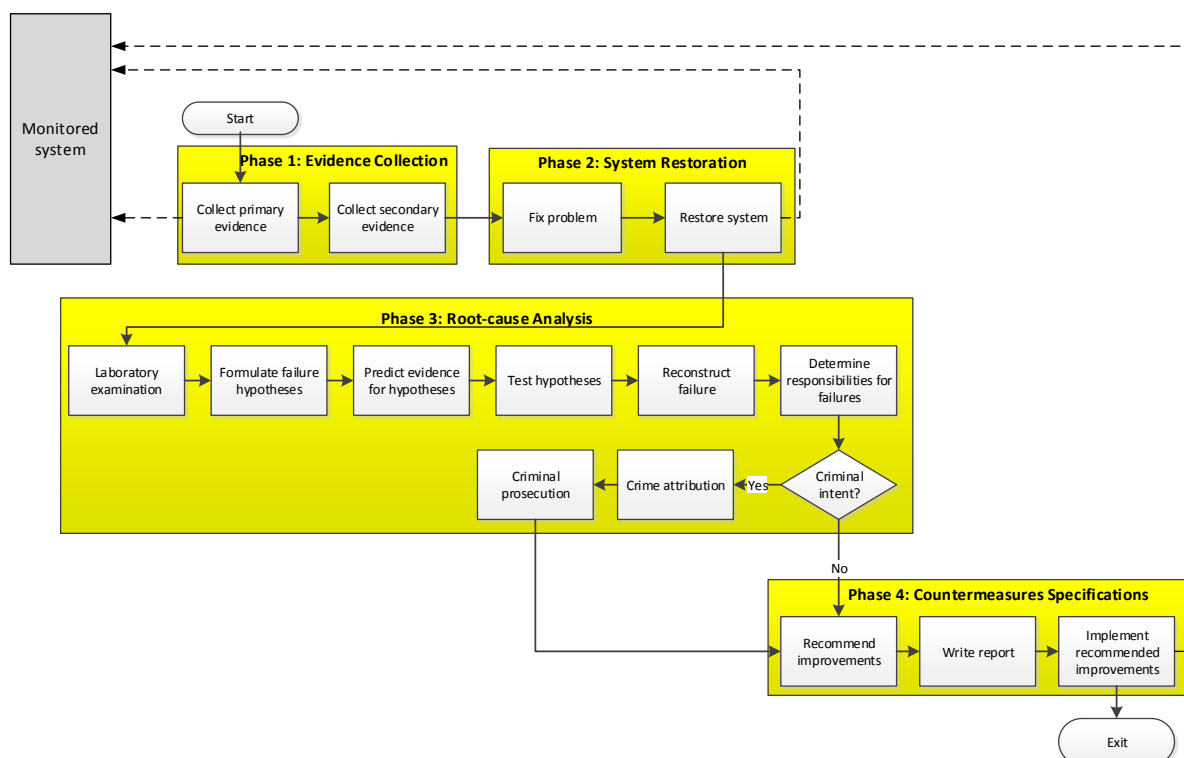 Monitored
system
Start
Phase 1: Evidence Collection
Collect primary
evidence
Collect secondary
evidence
Phase 2: System Restoration
Fix problem
Restore system
Phase 3: Root-cause Analysis
Laboratory
examination
Formulate failure
hypotheses
Predict evidence
for hypotheses
Test hypotheses
Reconstruct
failure
Determine
responsibilities for
failures
Criminal
intent?
Yes
Crime attribution
Criminal
prosecution
No
Phase 4: Countermeasures Specifications
Recommend
improvements
Write report
Implement
recommended
improvements
Exit